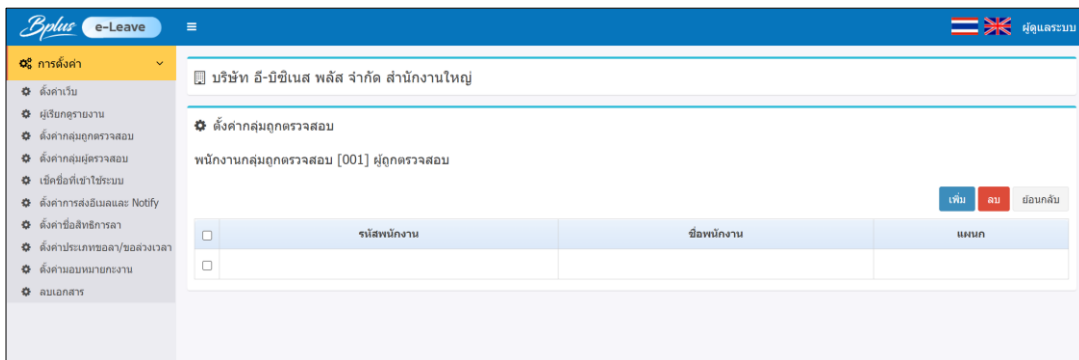 Bplus e-Leave
ผู้ดูแลระบบ
การตั้งค่า
ตั้งค่าเว็บ
ผู้เรียกดูรายงาน
ตั้งค่ากลุ่มถูกตรวจสอบ
ตั้งค่ากลุ่มผู้ตรวจสอบ
เช็คชื่อที่เข้าใช้ระบบ
ตั้งค่าการส่งอีเมลและ Notify
ตั้งค่าชื่อสิทธิการลา
ตั้งค่าประเภทขอลา/ขอล่วงเวลา
ตั้งค่ามอบหมายกะงาน
ลบเอกสาร
บริษัท อี-บิซิเนส พลัส จำกัด สำนักงานใหญ่
ตั้งค่ากลุ่มถูกตรวจสอบ
พนักงานกลุ่มถูกตรวจสอบ [001] ผู้ถูกตรวจสอบ
เพิ่ม ลบ ย้อนกลับ
รหัสพนักงาน ชื่อพนักงาน แผนก